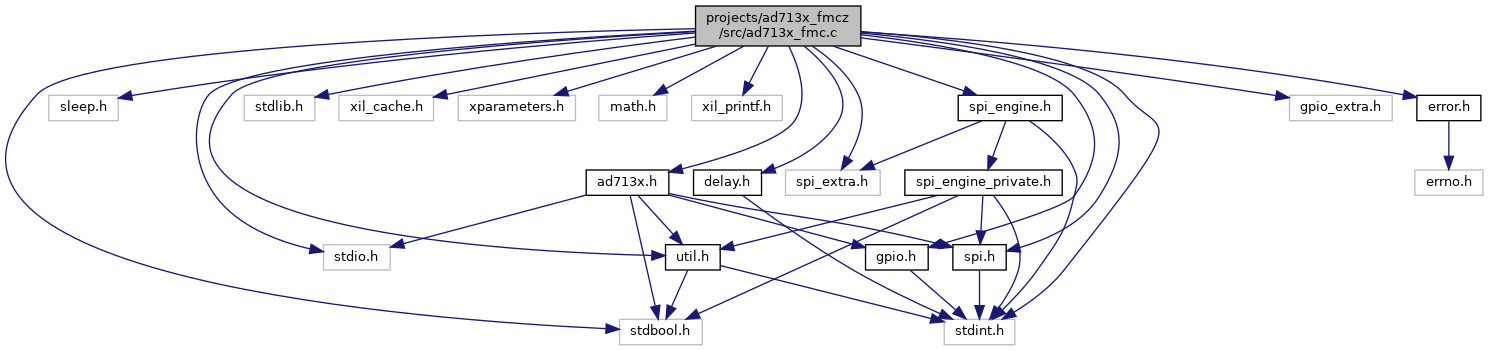 projects/ad713x_fmcz
/src/ad713x_fmc.c
sleep.h
stdlib.h
xil_cache.h
xparameters.h
math.h
xil_printf.h
spi_engine.h
gpio_extra.h
error.h
ad713x.h
delay.h
spi_extra.h
spi_engine_private.h
errno.h
stdio.h
util.h
gpio.h
spi.h
stdbool.h
stdint.h